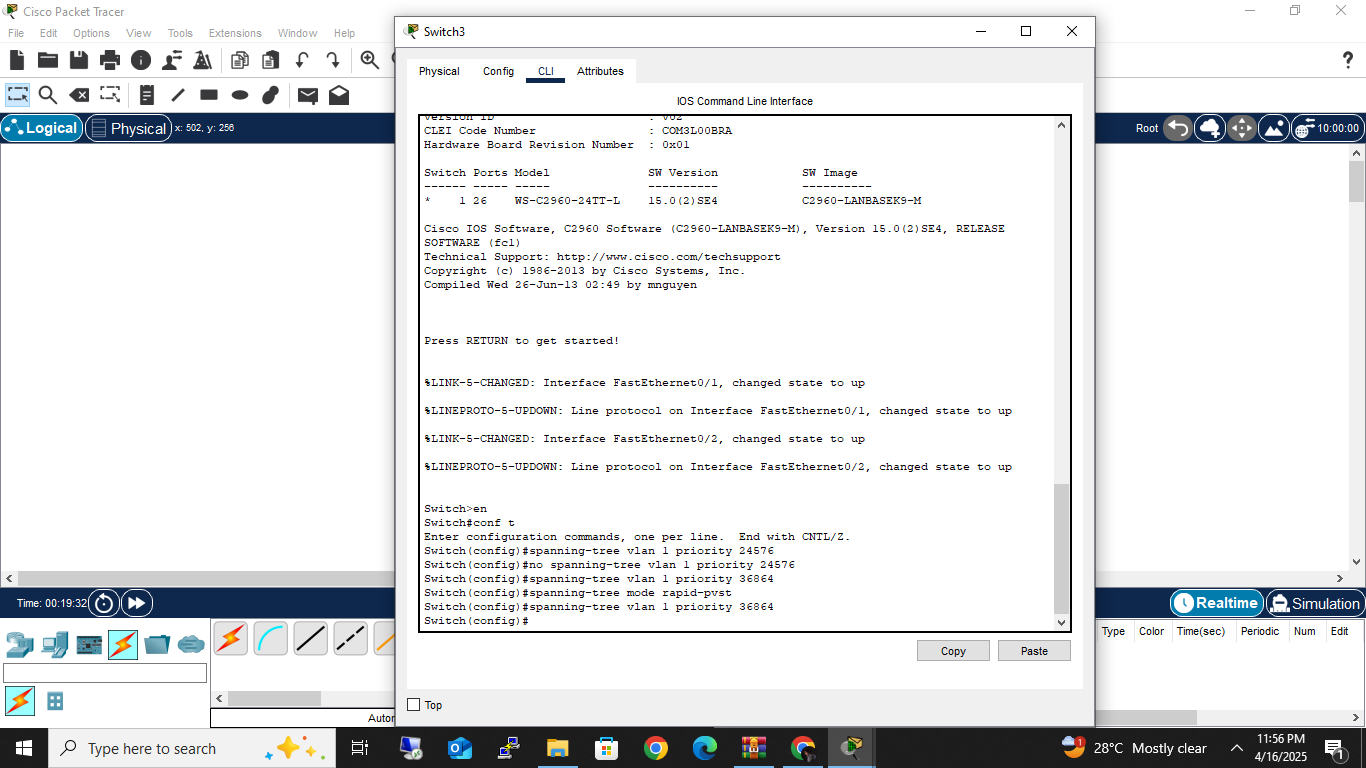 Cisco Packet Tracer
File Edit Options View Tools Extensions Window Help
Logical
Physical
x: 502, y: 256
Root
10:00:00
Switch3
Physical Config CLI Attributes
IOS Command Line Interface
Version ID : V02
CLEI Code Number : COM3L00BRA
Hardware Board Revision Number : 0x01
Switch Ports Model SW Version SW Image
------ ----- ----- ---------- ----------
* 1 26 WS-C2960-24TT-L 15.0(2)SE4 C2960-LANBASEK9-M
Cisco IOS Software, C2960 Software (C2960-LANBASEK9-M), Version 15.0(2)SE4, RELEASE
SOFTWARE (fc1)
Technical Support: http://www.cisco.com/techsupport
Copyright (c) 1986-2013 by Cisco Systems, Inc.
Compiled Wed 26-Jun-13 02:49 by mnguyen
Press RETURN to get started!
%LINK-5-CHANGED: Interface FastEthernet0/1, changed state to up
%LINEPROTO-5-UPDOWN: Line protocol on Interface FastEthernet0/1, changed state to up
%LINK-5-CHANGED: Interface FastEthernet0/2, changed state to up
%LINEPROTO-5-UPDOWN: Line protocol on Interface FastEthernet0/2, changed state to up
Switch>en
Switch#conf t
Enter configuration commands, one per line. End with CNTL/Z.
Switch(config)#spanning-tree vlan 1 priority 24576
Switch(config)#no spanning-tree vlan 1 priority 24576
Switch(config)#spanning-tree vlan 1 priority 36864
Switch(config)#spanning-tree mode rapid-pvst
Switch(config)#spanning-tree vlan 1 priority 36864
Switch(config)#
Copy
Paste
Top
Time: 00:19:32
Realtime
Simulation
Type Color Time(sec) Periodic Num Edit
Autor
Type here to search
1
28°C Mostly clear
11:56 PM
4/16/2025
1